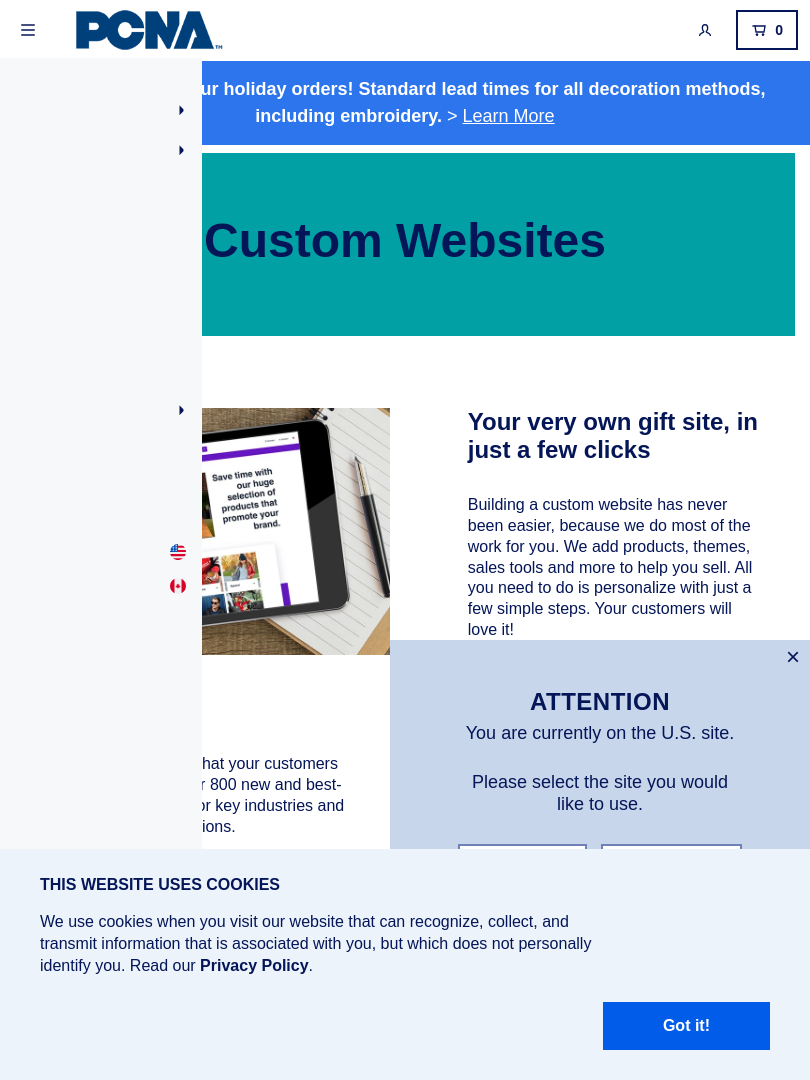 PCNA™
0
ur holiday orders! Standard lead times for all decoration methods,
including embroidery. > Learn More
Custom Websites
Save time with
our huge
selection of
products that
promote your
brand.
Your very own gift site, in
just a few clicks
Building a custom website has never
been easier, because we do most of the
work for you. We add products, themes,
sales tools and more to help you sell. All
you need to do is personalize with just a
few simple steps. Your customers will
love it!
hat your customers
r 800 new and best-
or key industries and
ions.
×
ATTENTION
You are currently on the U.S. site.
Please select the site you would
like to use.
THIS WEBSITE USES COOKIES
We use cookies when you visit our website that can recognize, collect, and
transmit information that is associated with you, but which does not personally
identify you. Read our Privacy Policy.
Got it!